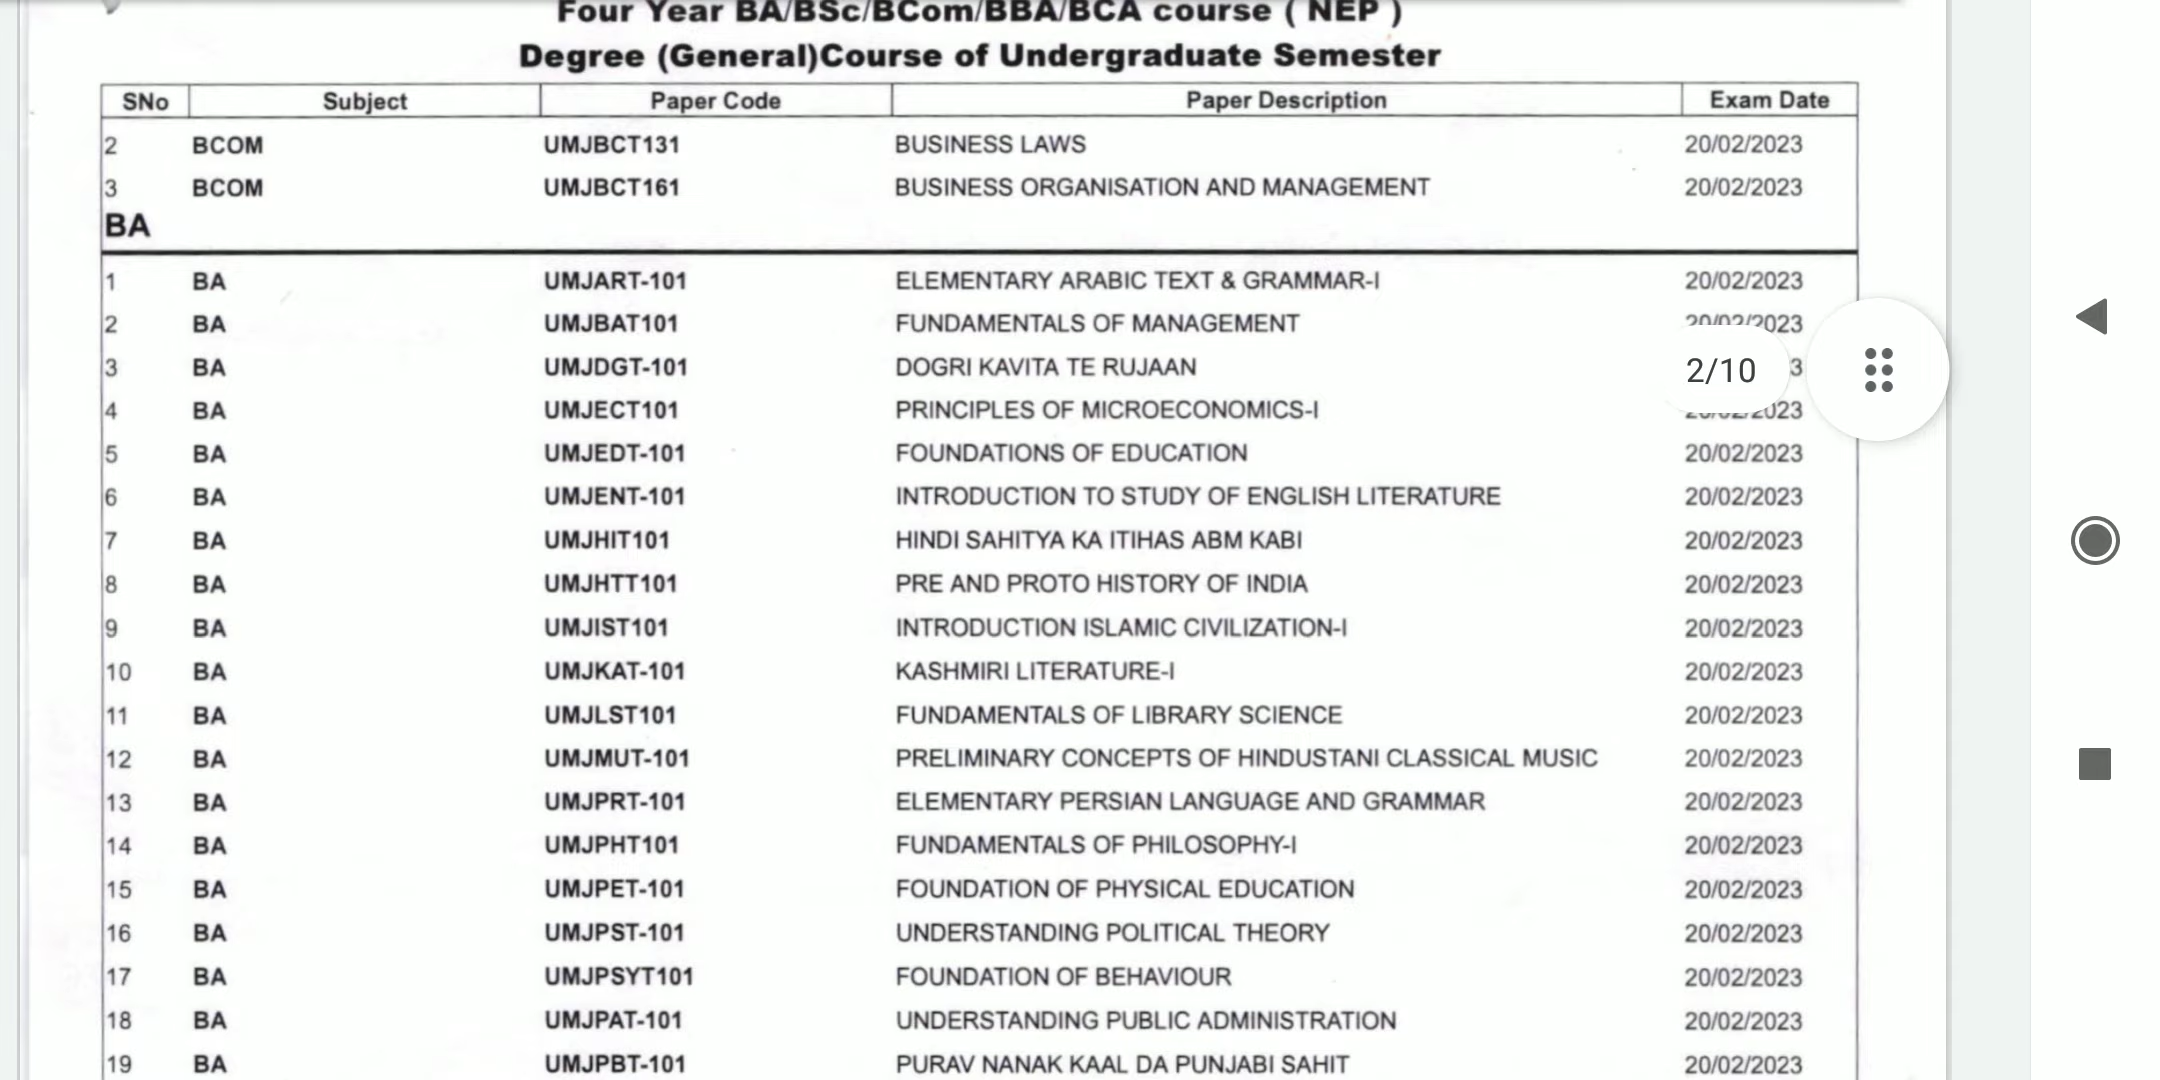 Four Year BA/BSc/BCom/BBA/BCA course ( NEP )
Degree (General)Course of Undergraduate Semester
SNo Subject Paper Code Paper Description Exam Date
2 BCOM UMJBCT131 BUSINESS LAWS 20/02/2023
3 BCOM UMJBCT161 BUSINESS ORGANISATION AND MANAGEMENT 20/02/2023
BA
1 BA UMJART-101 ELEMENTARY ARABIC TEXT & GRAMMAR-I 20/02/2023
2 BA UMJBAT101 FUNDAMENTALS OF MANAGEMENT 20/02/2023
3 BA UMJDGT-101 DOGRI KAVITA TE RUJAAN
2/10
4 BA UMJECT101 PRINCIPLES OF MICROECONOMICS-I 20/02/2023
5 BA UMJEDT-101 FOUNDATIONS OF EDUCATION 20/02/2023
6 BA UMJENT-101 INTRODUCTION TO STUDY OF ENGLISH LITERATURE 20/02/2023
7 BA UMJHIT101 HINDI SAHITYA KA ITIHAS ABM KABI 20/02/2023
8 BA UMJHTT101 PRE AND PROTO HISTORY OF INDIA 20/02/2023
9 BA UMJIST101 INTRODUCTION ISLAMIC CIVILIZATION-I 20/02/2023
10 BA UMJKAT-101 KASHMIRI LITERATURE-I 20/02/2023
11 BA UMJLST101 FUNDAMENTALS OF LIBRARY SCIENCE 20/02/2023
12 BA UMJMUT-101 PRELIMINARY CONCEPTS OF HINDUSTANI CLASSICAL MUSIC 20/02/2023
13 BA UMJPRT-101 ELEMENTARY PERSIAN LANGUAGE AND GRAMMAR 20/02/2023
14 BA UMJPHT101 FUNDAMENTALS OF PHILOSOPHY-I 20/02/2023
15 BA UMJPET-101 FOUNDATION OF PHYSICAL EDUCATION 20/02/2023
16 BA UMJPST-101 UNDERSTANDING POLITICAL THEORY 20/02/2023
17 BA UMJPSYT101 FOUNDATION OF BEHAVIOUR 20/02/2023
18 BA UMJPAT-101 UNDERSTANDING PUBLIC ADMINISTRATION 20/02/2023
19 BA UMJPBT-101 PURAV NANAK KAAL DA PUNJABI SAHIT 20/02/2023